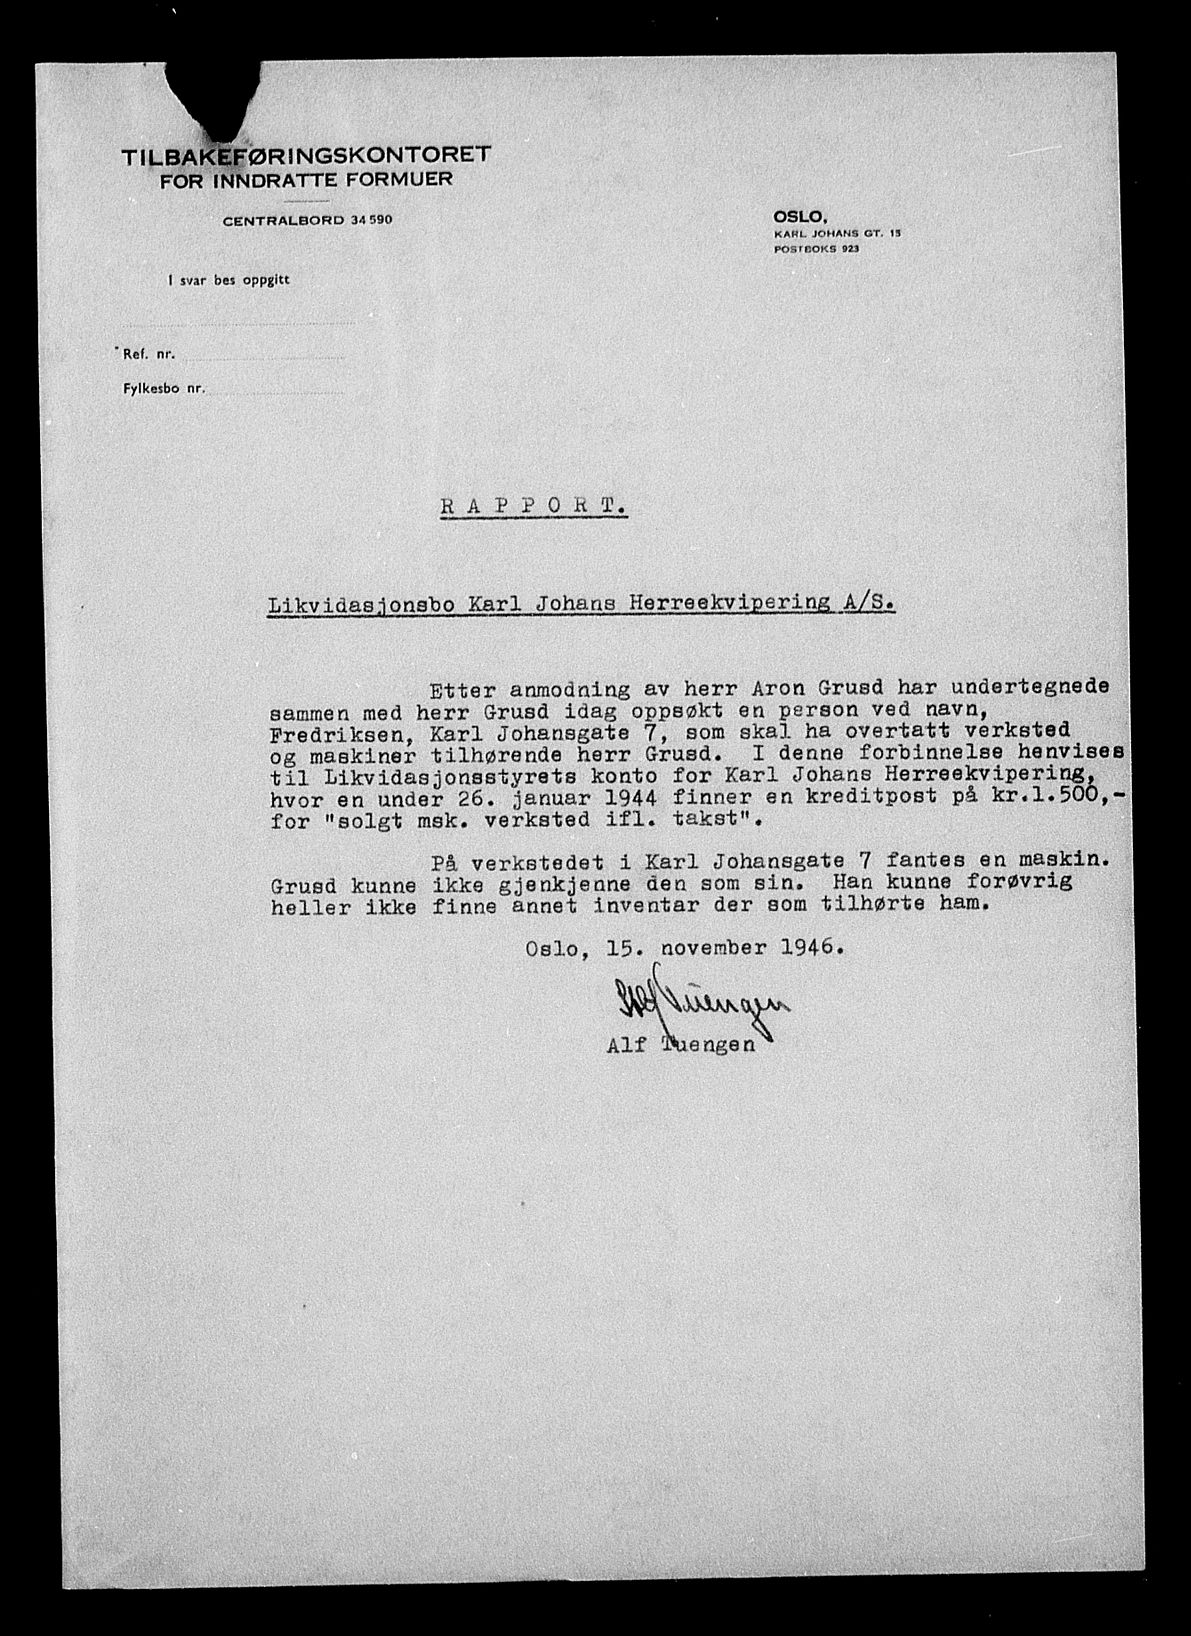 TILBAKEFØRINGSKONTORET
FOR INNDRATTE FORMUER
CENTRALBORD 34590
OSLO,
KARL JOHANS GT. 15
POSTBOKS 923
I svar bes oppgitt
Ref. nr.
Fylkesbo nr.
R A P P O R T.
Likvidasjonsbo Karl Johans Herreekvipering A/S.
Etter anmodning av herr Aron Grusd har undertegnede
sammen med herr Grusd idag oppsøkt en person ved navn,
Fredriksen, Karl Johansgate 7, som skal ha overtatt verksted
og maskiner tilhørende herr Grusd. I denne forbinnelse henvises
til Likvidasjonsstyrets konto for Karl Johans Herreekvipering,
hvor en under 26. januar 1944 finner en kreditpost på kr.1.500,-
for "solgt msk. verksted ifl. takst".
På verkstedet i Karl Johansgate 7 fantes en maskin.
Grusd kunne ikke gjenkjenne den som sin. Han kunne forøvrig
heller ikke finne annet inventar der som tilhørte ham.
Oslo, 15. november 1946.
Alf Tuengen
Alf Tuengen